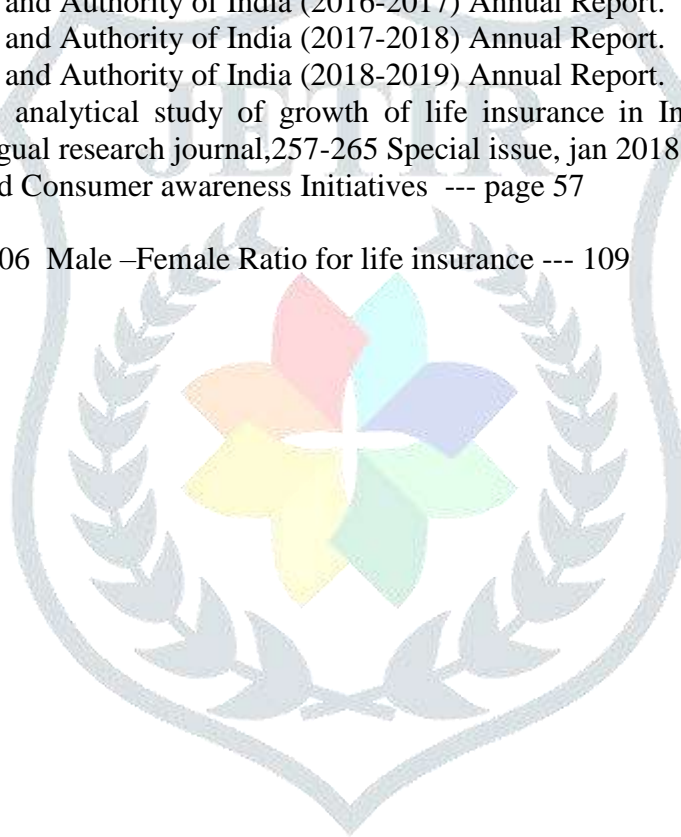 and Authority of India (2016-2017) Annual Report.
and Authority of India (2017-2018) Annual Report.
and Authority of India (2018-2019) Annual Report.
analytical study of growth of life insurance in In
gual research journal,257-265 Special issue, jan 2018
d Consumer awareness Initiatives --- page 57
06 Male –Female Ratio for life insurance --- 109
JETIR